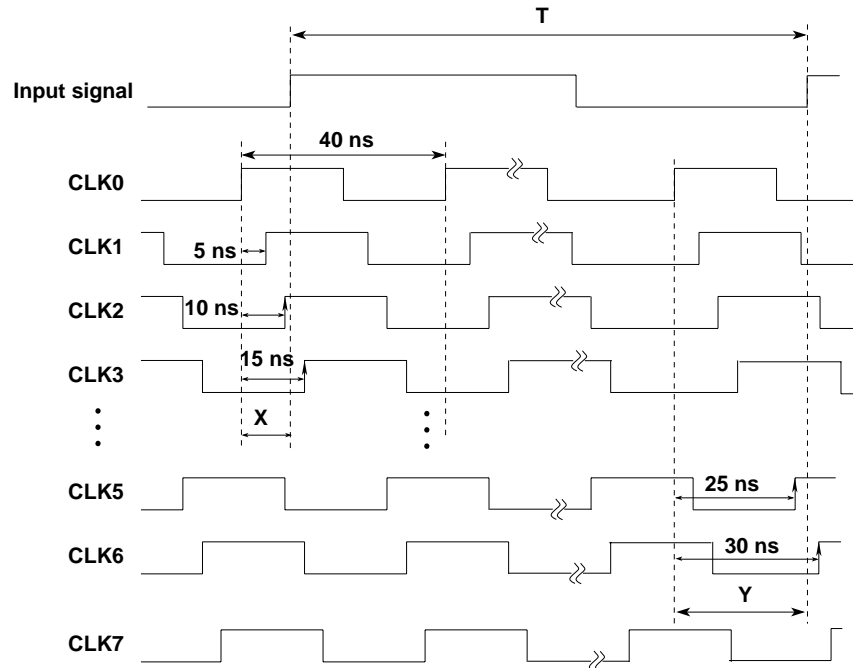 T
Input signal
40 ns
CLK0
CLK1
5 ns
CLK2
10 ns
CLK3
15 ns
X
CLK5
25 ns
CLK6
30 ns
Y
CLK7